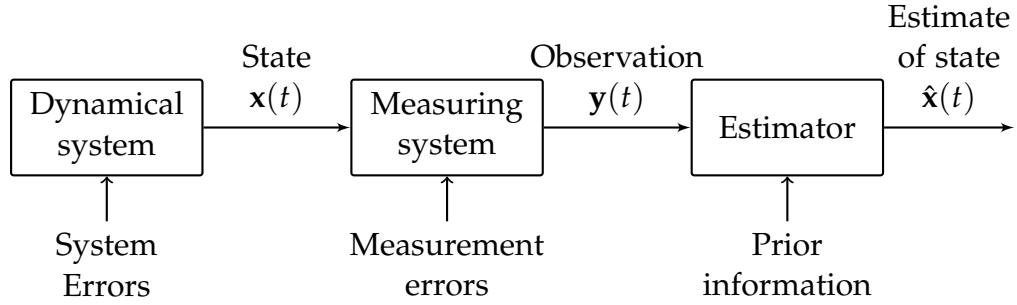 Dynamical
system
State
x(t)
Measuring
system
Observation
y(t)
Estimator
Estimate
of state
x̂(t)
System
Errors
Measurement
errors
Prior
information